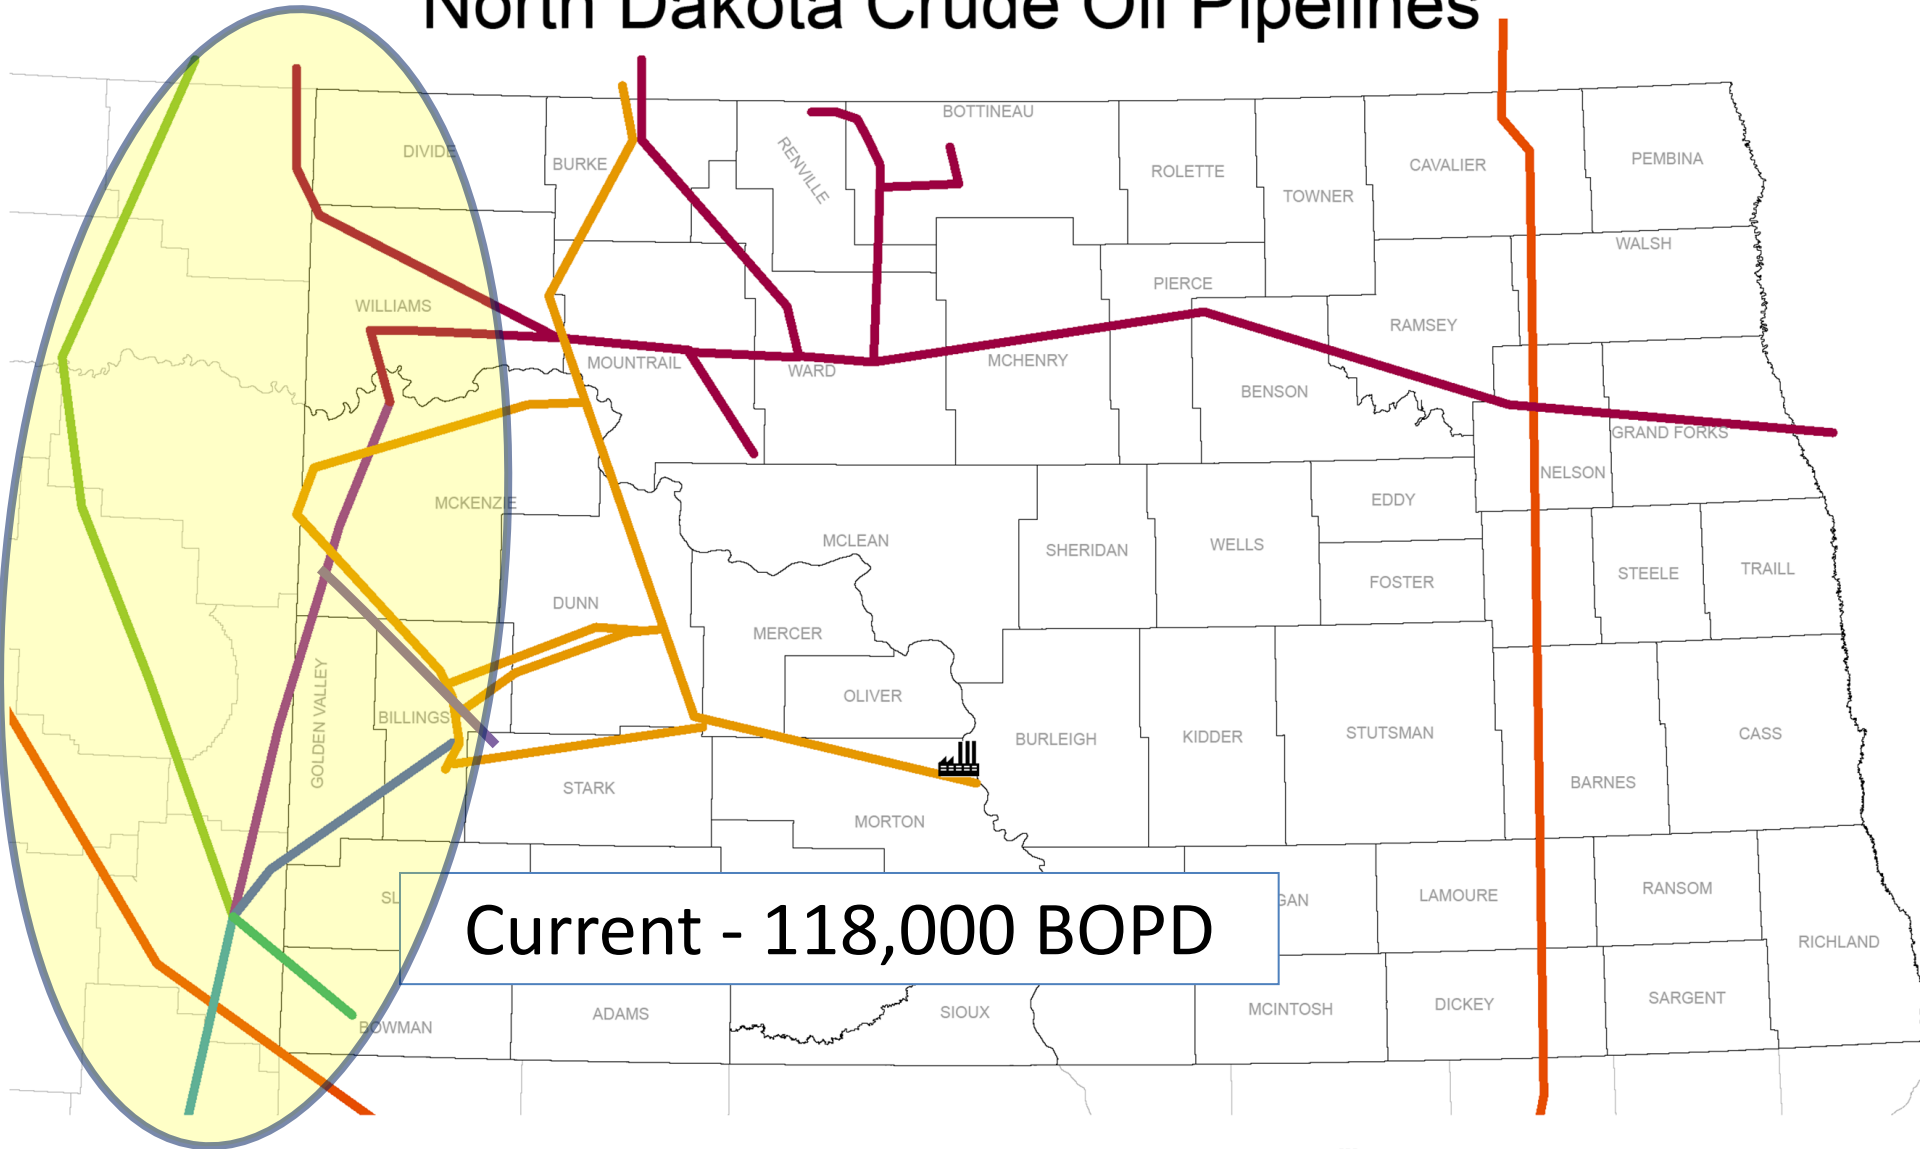 North Dakota Crude Oil Pipelines
BOTTINEAU
DIVIDE
BURKE
RENVILLE
ROLETTE
TOWNER
CAVALIER
PEMBINA
WALSH
WILLIAMS
PIERCE
RAMSEY
MOUNTRAIL
WARD
MCHENRY
BENSON
GRAND FORKS
NELSON
MCKENZIE
EDDY
MCLEAN
SHERIDAN
WELLS
FOSTER
STEELE
TRAILL
DUNN
MERCER
GOLDEN VALLEY
BILLINGS
OLIVER
BURLEIGH
KIDDER
STUTSMAN
CASS
BARNES
STARK
MORTON
SL
GAN
LAMOURE
RANSOM
Current - 118,000 BOPD
RICHLAND
BOWMAN
ADAMS
SIOUX
MCINTOSH
DICKEY
SARGENT